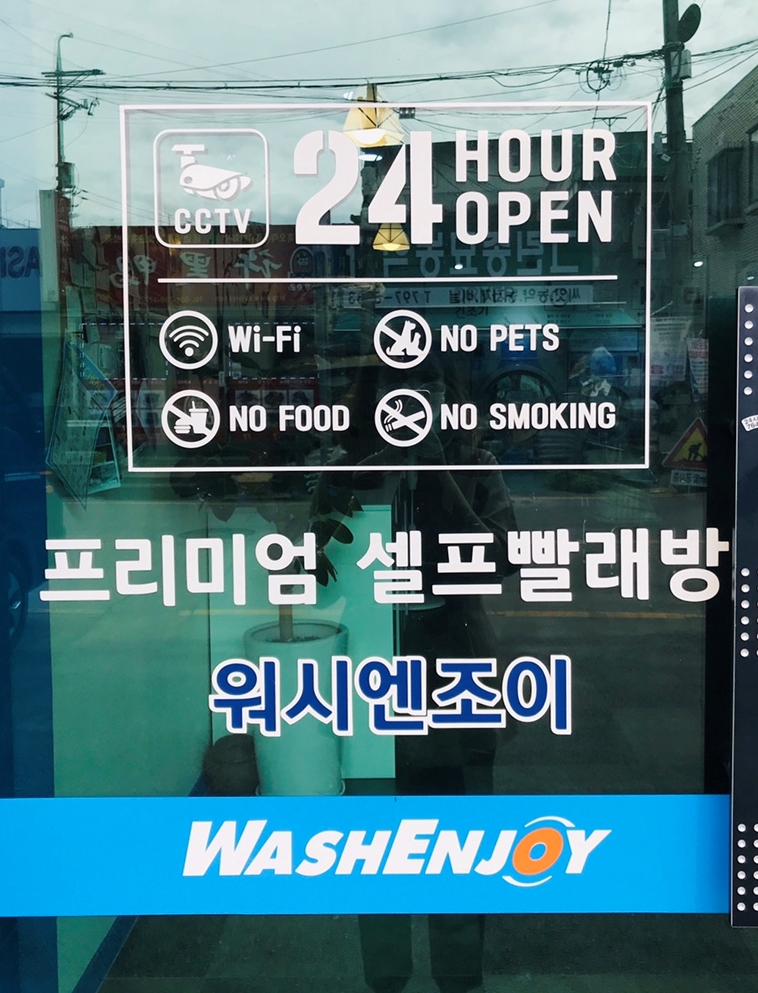 CCTV
24 HOUR OPEN
Wi-Fi
NO PETS
NO FOOD
NO SMOKING
프리미엄 셀프빨래방
워시엔조이
WASHENJOY